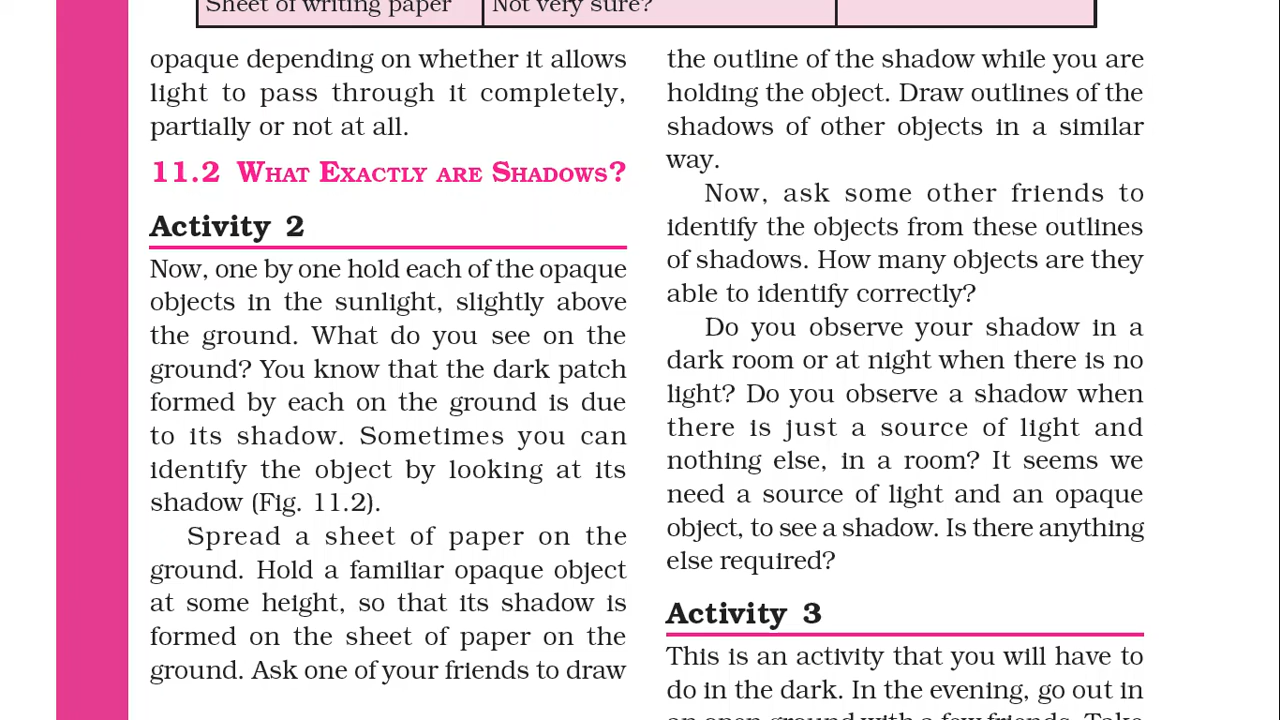 Sheet of writing paper Not very sure?
opaque depending on whether it allows
light to pass through it completely,
partially or not at all.
11.2 What Exactly are Shadows?
Activity 2
Now, one by one hold each of the opaque
objects in the sunlight, slightly above
the ground. What do you see on the
ground? You know that the dark patch
formed by each on the ground is due
to its shadow. Sometimes you can
identify the object by looking at its
shadow (Fig. 11.2).
Spread a sheet of paper on the
ground. Hold a familiar opaque object
at some height, so that its shadow is
formed on the sheet of paper on the
ground. Ask one of your friends to draw
the outline of the shadow while you are
holding the object. Draw outlines of the
shadows of other objects in a similar
way.
Now, ask some other friends to
identify the objects from these outlines
of shadows. How many objects are they
able to identify correctly?
Do you observe your shadow in a
dark room or at night when there is no
light? Do you observe a shadow when
there is just a source of light and
nothing else, in a room? It seems we
need a source of light and an opaque
object, to see a shadow. Is there anything
else required?
Activity 3
This is an activity that you will have to
do in the dark. In the evening, go out in
an open ground with a few friends. Take